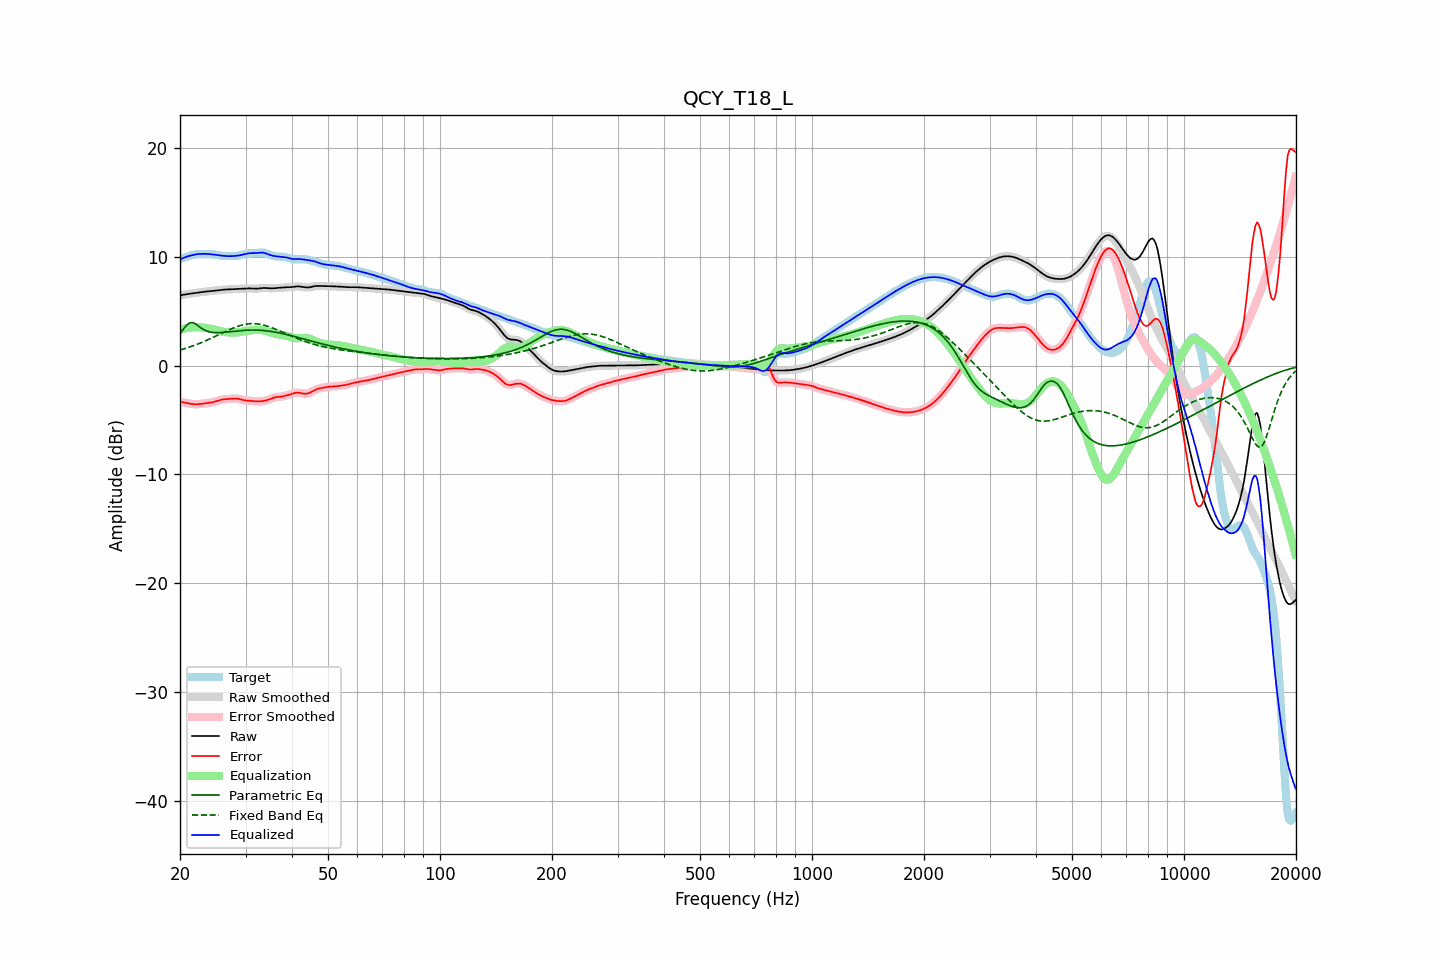 QCY_T18_L
Amplitude (dBr)
20
10
0
−10
−20
−30
−40
Target
Raw Smoothed
Error Smoothed
Raw
Error
Equalization
Parametric Eq
Fixed Band Eq
Equalized
20 50 100 200 500 1000 2000 5000 10000 20000
Frequency (Hz)